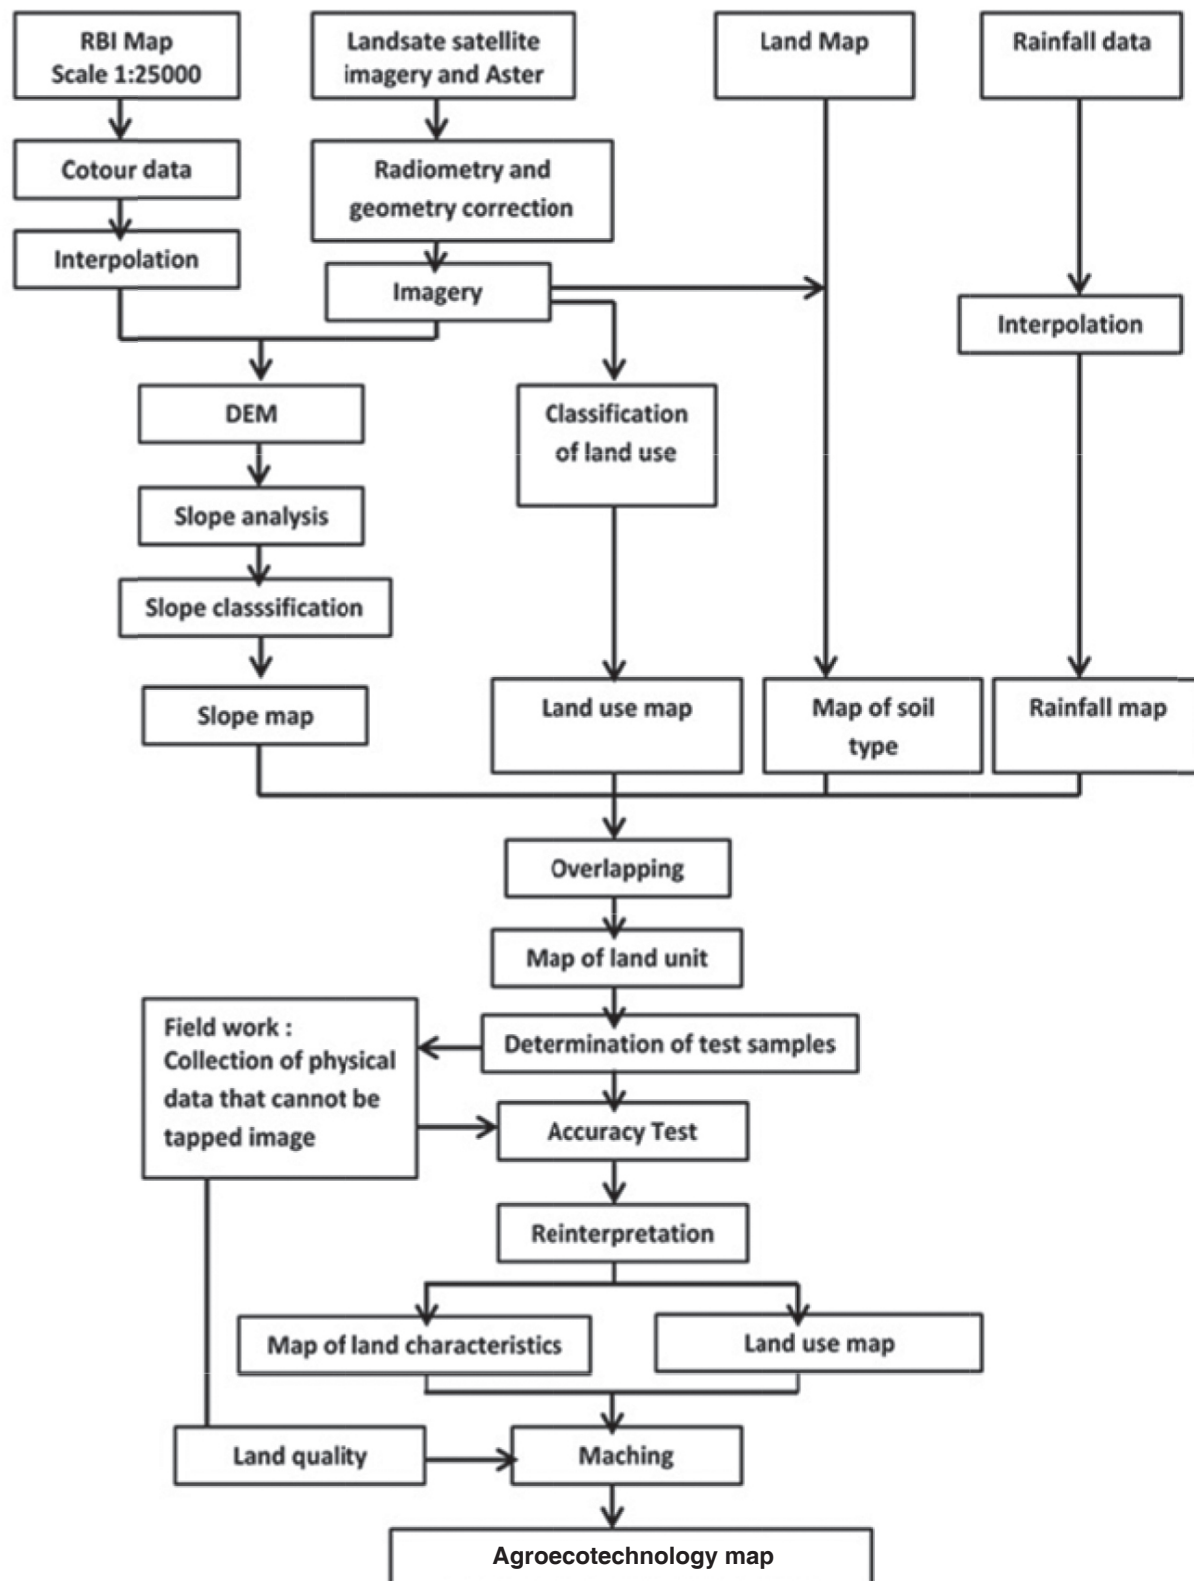 RBI Map
Scale 1:25000
Landsate satellite
imagery and Aster
Land Map
Rainfall data
Cotour data
Radiometry and
geometry correction
Interpolation
Imagery
Interpolation
DEM
Classification
of land use
Slope analysis
Slope classsification
Slope map
Land use map
Map of soil
type
Rainfall map
Overlapping
Map of land unit
Field work :
Collection of physical
data that cannot be
tapped image
Determination of test samples
Accuracy Test
Reinterpretation
Map of land characteristics
Land use map
Land quality
Maching
Agroecotechnology map